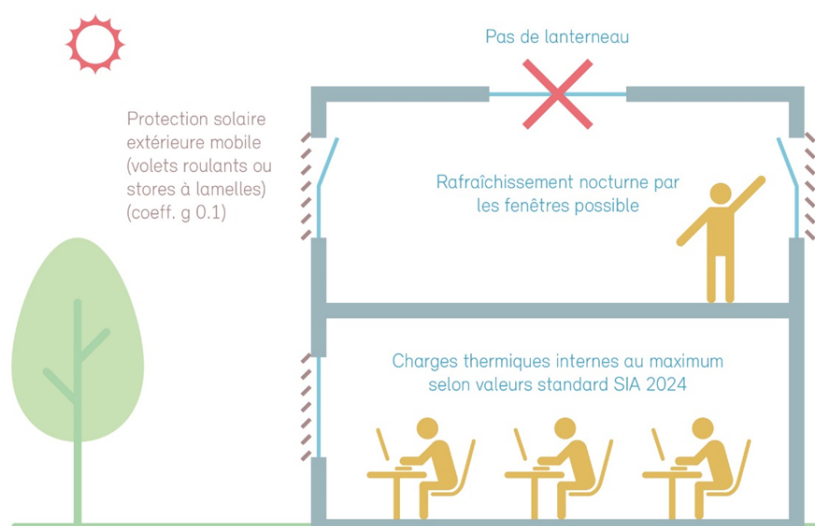 Pas de lanterneau
Protection solaire
extérieure mobile
(volets roulants ou
stores à lamelles)
(coeff. g 0.1)
Rafraîchissement nocturne par
les fenêtres possible
Charges thermiques internes au maximum
selon valeurs standard SIA 2024